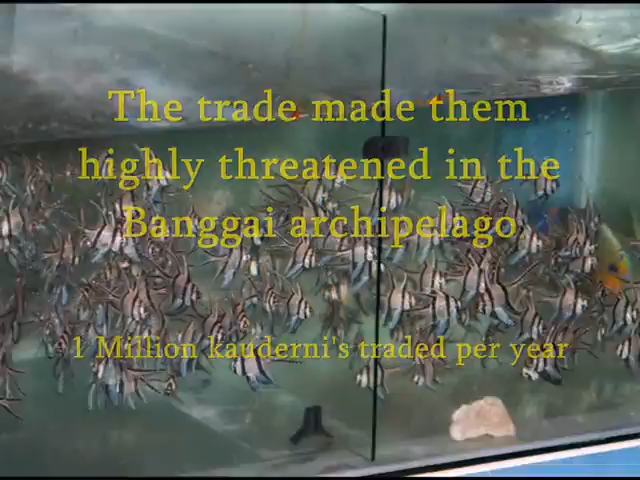 The trade made them
highly threatened in the
Banggai archipelago
1 Million kauderni's traded per year